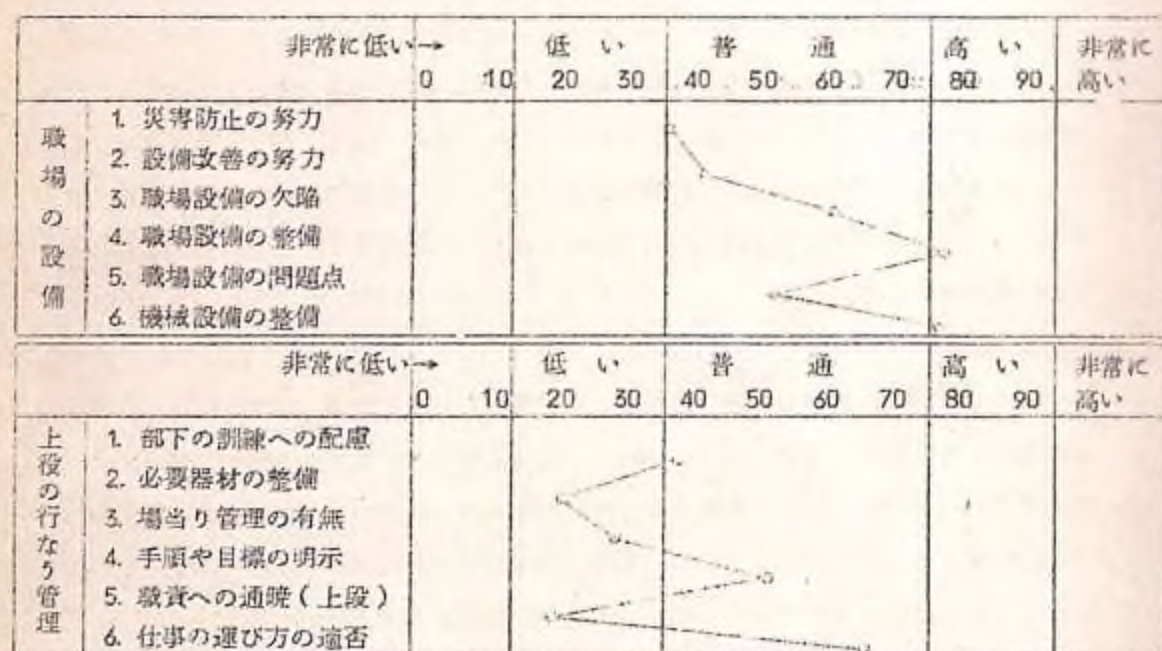 非常に低い→ 低い 普通 高い 非常に高い
0 10 20 30 40 50 60 70 80 90
職場の設備
1. 災害防止の努力
2. 設備改善の努力
3. 職場設備の欠陥
4. 職場設備の整備
5. 職場設備の問題点
6. 機械設備の整備
非常に低い→ 低い 普通 高い 非常に高い
0 10 20 30 40 50 60 70 80 90
上役の行なう管理
1. 部下の訓練への配慮
2. 必要器材の整備
3. 場当り管理の有無
4. 手順や目標の明示
5. 職責への通暁(上段)
6. 仕事の運び方の適否